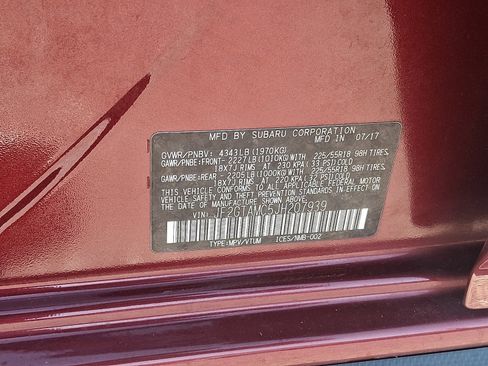 MFD BY SUBARU CORPORATION
MFD IN 07/17
GVWR/PNBV: 4343LB(1970KG)
GAWR/PNBE:FRONT- 2227LB(1010KG)WITH 225/55R18 98H TIRES,
18X7J RIMS AT 230 KPA(33 PSI)COLD
GAWR/PNBE:REAR - 2205LB(1000KG)WITH 225/55R18 98H TIRES,
18X7J RIMS AT 220 KPA(32 PSI)COLD
THIS VEHICLE CONFORMS TO ALL APPLICABLE FEDERAL MOTOR
VEHICLE SAFETY
STANDARDS IN EFFECT ON THE DATE OF MANUFACTURE
SHOWN ABOVE.
VIN:JF2GTAMC5JH207939
TYPE:MPV/VTUM ICES/NMB-002